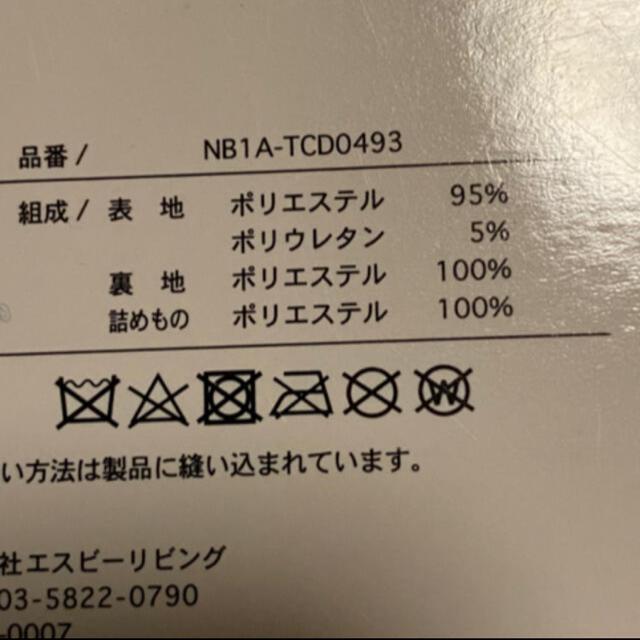 品番 / NB1A-TCD0493
組成 / 表 地 ポリエステル 95%
ポリウレタン 5%
裏 地 ポリエステル 100%
詰めもの ポリエステル 100%
い方法は製品に縫い込まれています。
社エスビーリビング
03-5822-0790
-0007